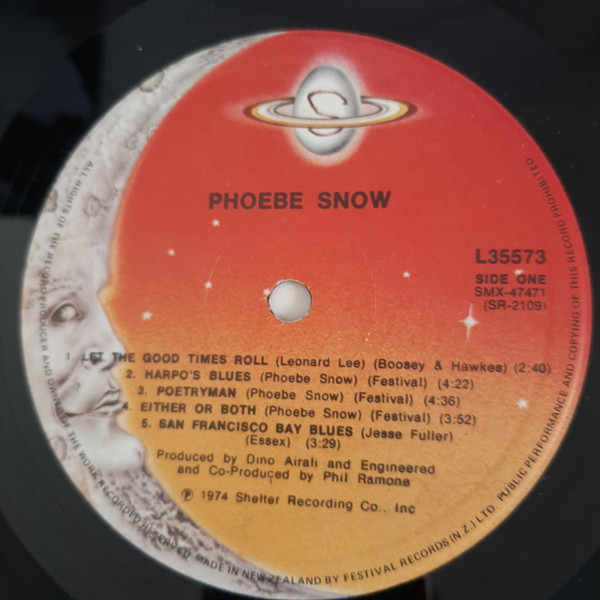 S
PHOEBE SNOW
L35573
SIDE ONE
SMX-47471
(SR-2109)
1. LET THE GOOD TIMES ROLL (Leonard Lee) (Boosey & Hawkes) (2:40)
2. HARPO'S BLUES (Phoebe Snow) (Festival) (4:22)
3. POETRYMAN (Phoebe Snow) (Festival) (4:36)
4. EITHER OR BOTH (Phoebe Snow) (Festival) (3:52)
5. SAN FRANCISCO BAY BLUES (Jesse Fuller)
(Essex) (3:29)
Produced by Dino Airali and Engineered
and Co-Produced by Phil Ramone
Ⓟ 1974 Shelter Recording Co., Inc
ALL RIGHTS OF THE RECORD PRODUCER AND OWNER OF THE WORK RECORDED RESERVED. MADE IN NEW ZEALAND BY FESTIVAL RECORDS (N.Z.) LTD. PUBLIC PERFORMANCE AND COPYING OF THIS RECORD PROHIBITED